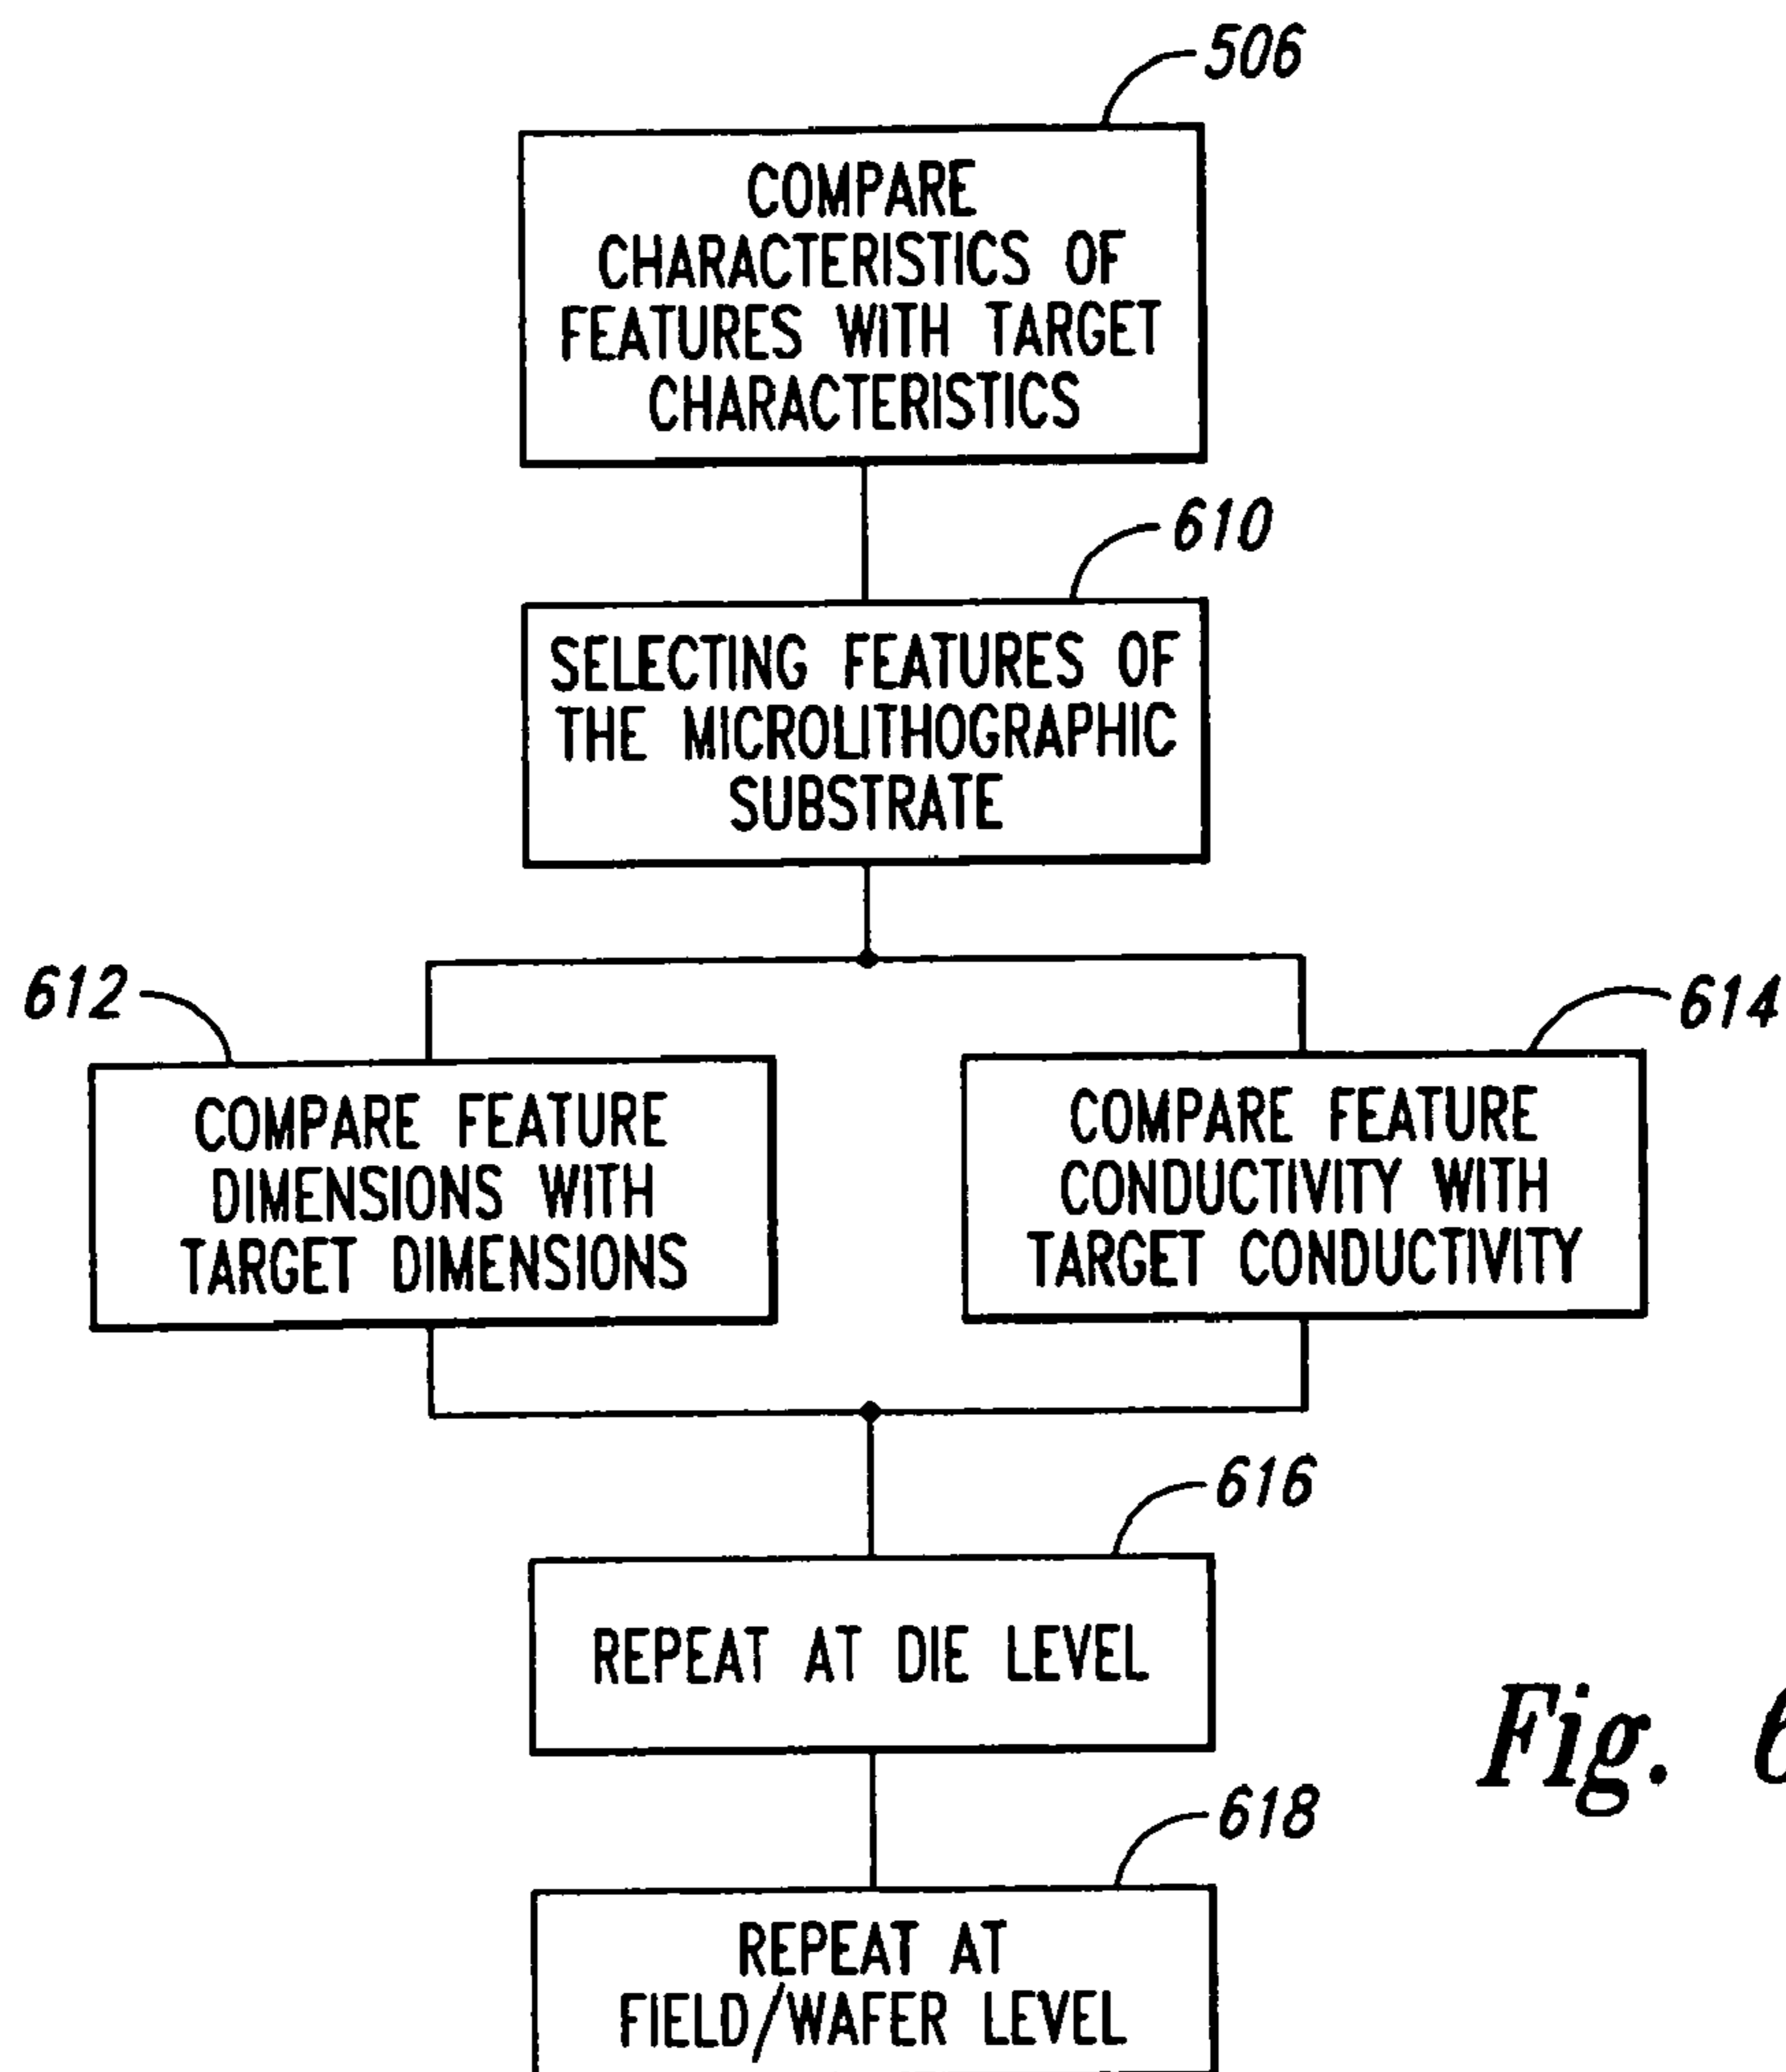 506
COMPARE
CHARACTERISTICS OF
FEATURES WITH TARGET
CHARACTERISTICS
610
SELECTING FEATURES OF
THE MICROLITHOGRAPHIC
SUBSTRATE
612
COMPARE FEATURE
DIMENSIONS WITH
TARGET DIMENSIONS
614
COMPARE FEATURE
CONDUCTIVITY WITH
TARGET CONDUCTIVITY
616
REPEAT AT DIE LEVEL
Fig. 6
618
REPEAT AT
FIELD/WAFER LEVEL